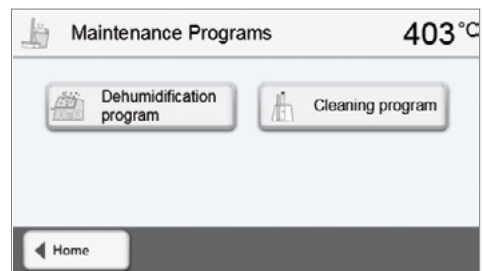 Maintenance Programs 403 °C
Dehumidification
program
Cleaning program
Home